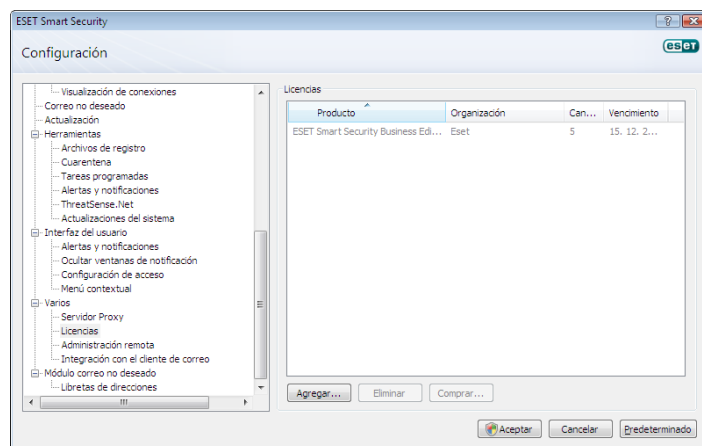 ESET Smart Security
Configuración
eset
Visualización de conexiones
Correo no deseado
Actualización
Herramientas
Archivos de registro
Cuarentena
Tareas programadas
Alertas y notificaciones
ThreatSense.Net
Actualizaciones del sistema
Interfaz del usuario
Alertas y notificaciones
Ocultar ventanas de notificación
Configuración de acceso
Menú contextual
Varios
Servidor Proxy
Licencias
Administración remota
Integración con el cliente de correo
Módulo correo no deseado
Libretas de direcciones
Licencias
Producto Organización Can... Vencimiento
ESET Smart Security Business Edi... Eset 5 15. 12. 2...
Agregar... Eliminar Comprar...
Aceptar Cancelar Predeterminado